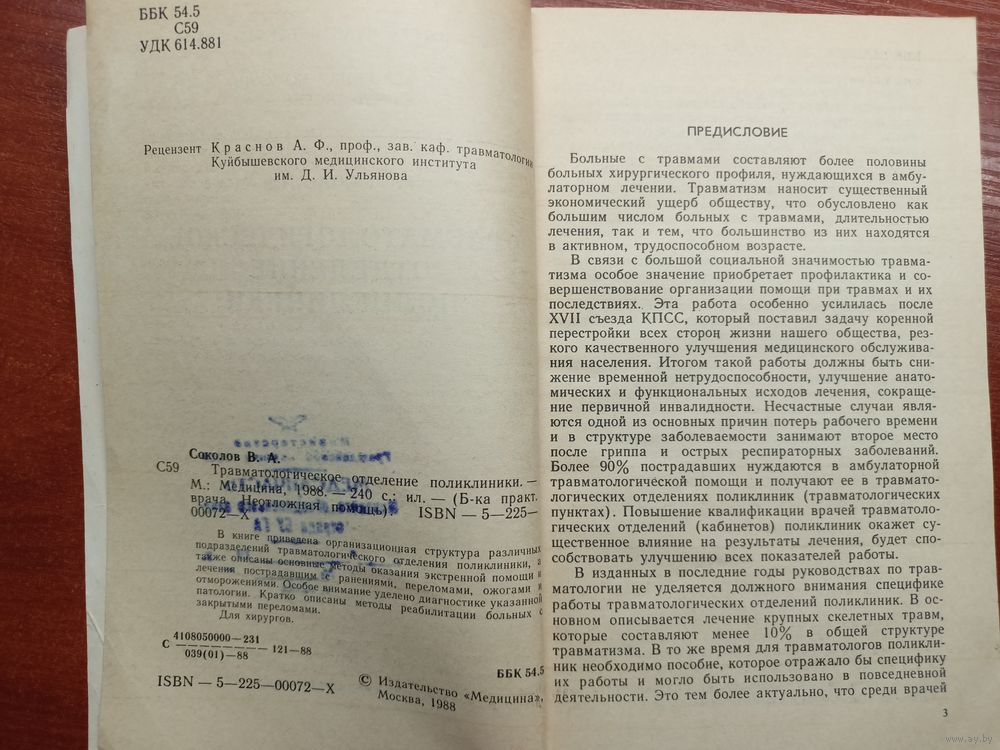 ББК 54.5
С59
УДК 614.881
Рецензент Краснов А. Ф., проф., зав. каф. травматологии
Куйбышевского медицинского института
им. Д. И. Ульянова
Соколов В. А.
С59 Травматологическое отделение поликлиники. —
М.: Медицина, 1988. — 240 с.: ил. — (Б-ка практ.
врача. Неотложная помощь). ISBN — 5—225—
00072—X
В книге приведена организационная структура различных
подразделений травматологического отделения поликлиники, а
также описаны основные методы оказания экстренной помощи и
лечения пострадавшим с ранениями, переломами, ожогами и
отморожениями. Особое внимание уделено диагностике указанной
патологии. Кратко описаны методы реабилитации больных с
закрытыми переломами.
Для хирургов.
С 4108050000—231
039(01)—88 121—88
ББК 54.5
ISBN — 5—225—00072—X
© Издательство «Медицина»,
Москва, 1988
ПРЕДИСЛОВИЕ
Больные с травмами составляют более половины
больных хирургического профиля, нуждающихся в амбу-
латорном лечении. Травматизм наносит существенный
экономический ущерб обществу, что обусловлено как
большим числом больных с травмами, длительностью
лечения, так и тем, что большинство из них находятся
в активном, трудоспособном возрасте.
В связи с большой социальной значимостью травма-
тизма особое значение приобретает профилактика и со-
вершенствование организации помощи при травмах и их
последствиях. Эта работа особенно усилилась после
XVII съезда КПСС, который поставил задачу коренной
перестройки всех сторон жизни нашего общества, рез-
кого качественного улучшения медицинского обслужива-
ния населения. Итогом такой работы должны быть сни-
жение временной нетрудоспособности, улучшение анато-
мических и функциональных исходов лечения, сокраще-
ние первичной инвалидности. Несчастные случаи явля-
ются одной из основных причин потерь рабочего времени
и в структуре заболеваемости занимают второе место
после гриппа и острых респираторных заболеваний.
Более 90% пострадавших нуждаются в амбулаторной
травматологической помощи и получают ее в травмато-
логических отделениях поликлиник (травматологических
пунктах). Повышение квалификации врачей травматоло-
гических отделений (кабинетов) поликлиник окажет су-
щественное влияние на результаты лечения, будет спо-
собствовать улучшению всех показателей работы.
В изданных в последние годы руководствах по трав-
матологии не уделяется должного внимания специфике
работы травматологических отделений поликлиник. В ос-
новном описывается лечение крупных скелетных травм,
которые составляют менее 10% в общей структуре
травматизма. В то же время для травматологов поликли-
ник необходимо пособие, которое отражало бы специфику
их работы и могло быть использовано в повседневной
деятельности. Это тем более актуально, что среди врачей
3
www.ay.by